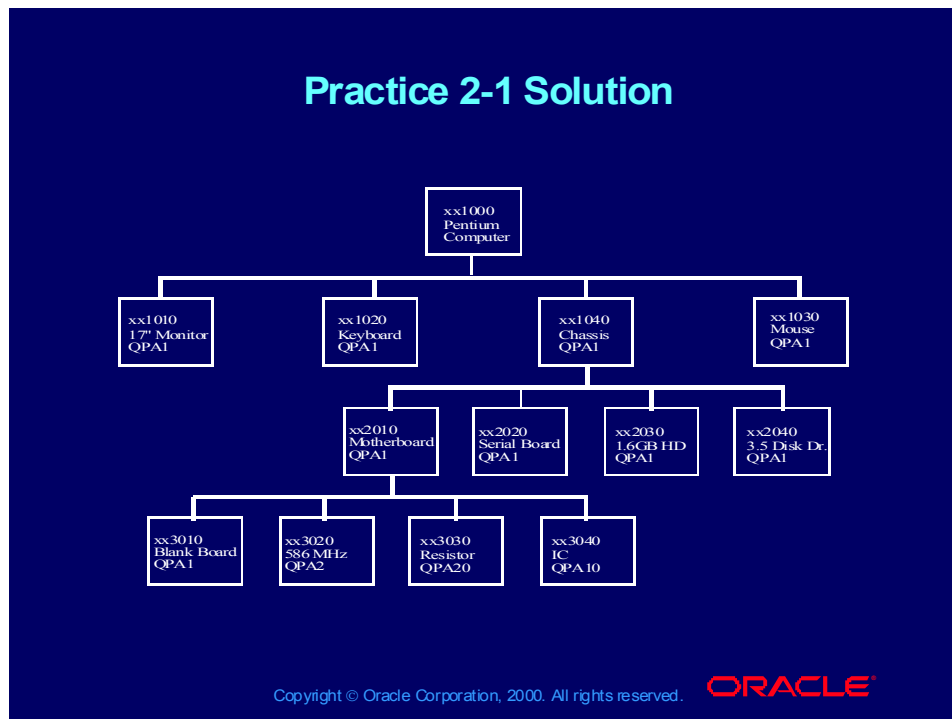 Practice 2-1 Solution
xx1000
Pentium
Computer
xx1010
17" Monitor
QPA1
xx1020
Keyboard
QPA1
xx1040
Chassis
QPA1
xx1030
Mouse
QPA1
xx2010
Motherboard
QPA1
xx2020
Serial Board
QPA1
xx2030
1.6GB HD
QPA1
xx2040
3.5 Disk Dr.
QPA1
xx3010
Blank Board
QPA1
xx3020
586 MHz
QPA2
xx3030
Resistor
QPA20
xx3040
IC
QPA10
Copyright © Oracle Corporation, 2000. All rights reserved.
ORACLE®